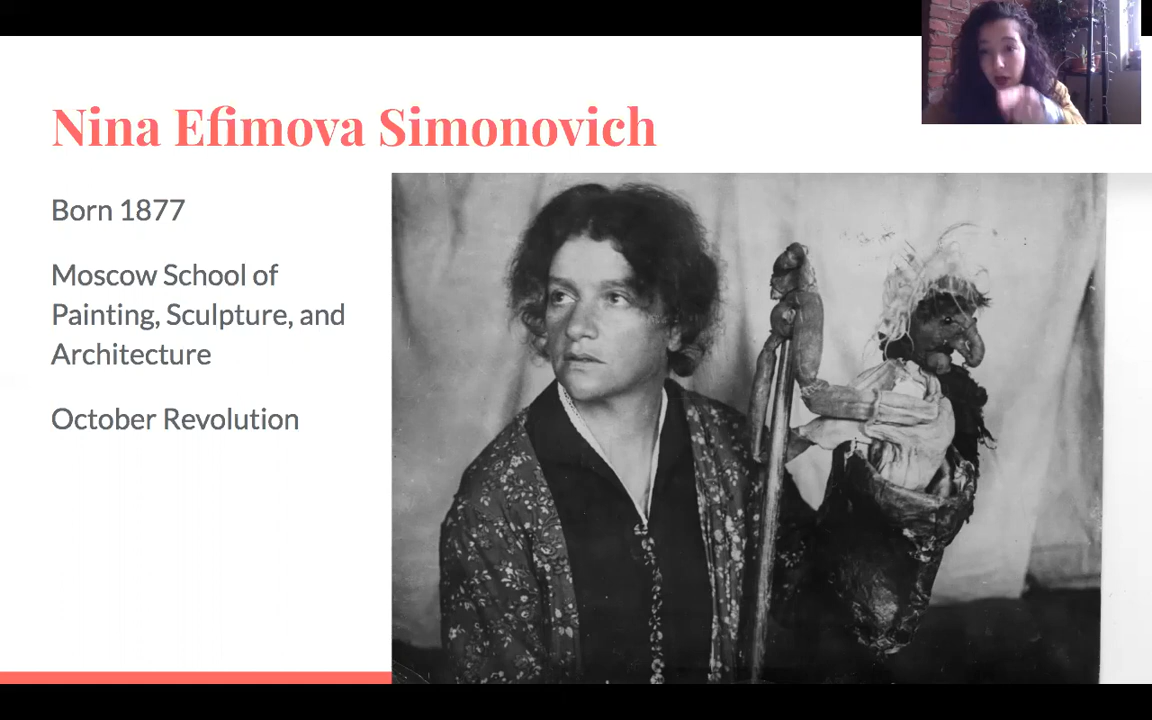 Nina Efimova Simonovich
Born 1877
Moscow School of
Painting, Sculpture, and
Architecture
October Revolution